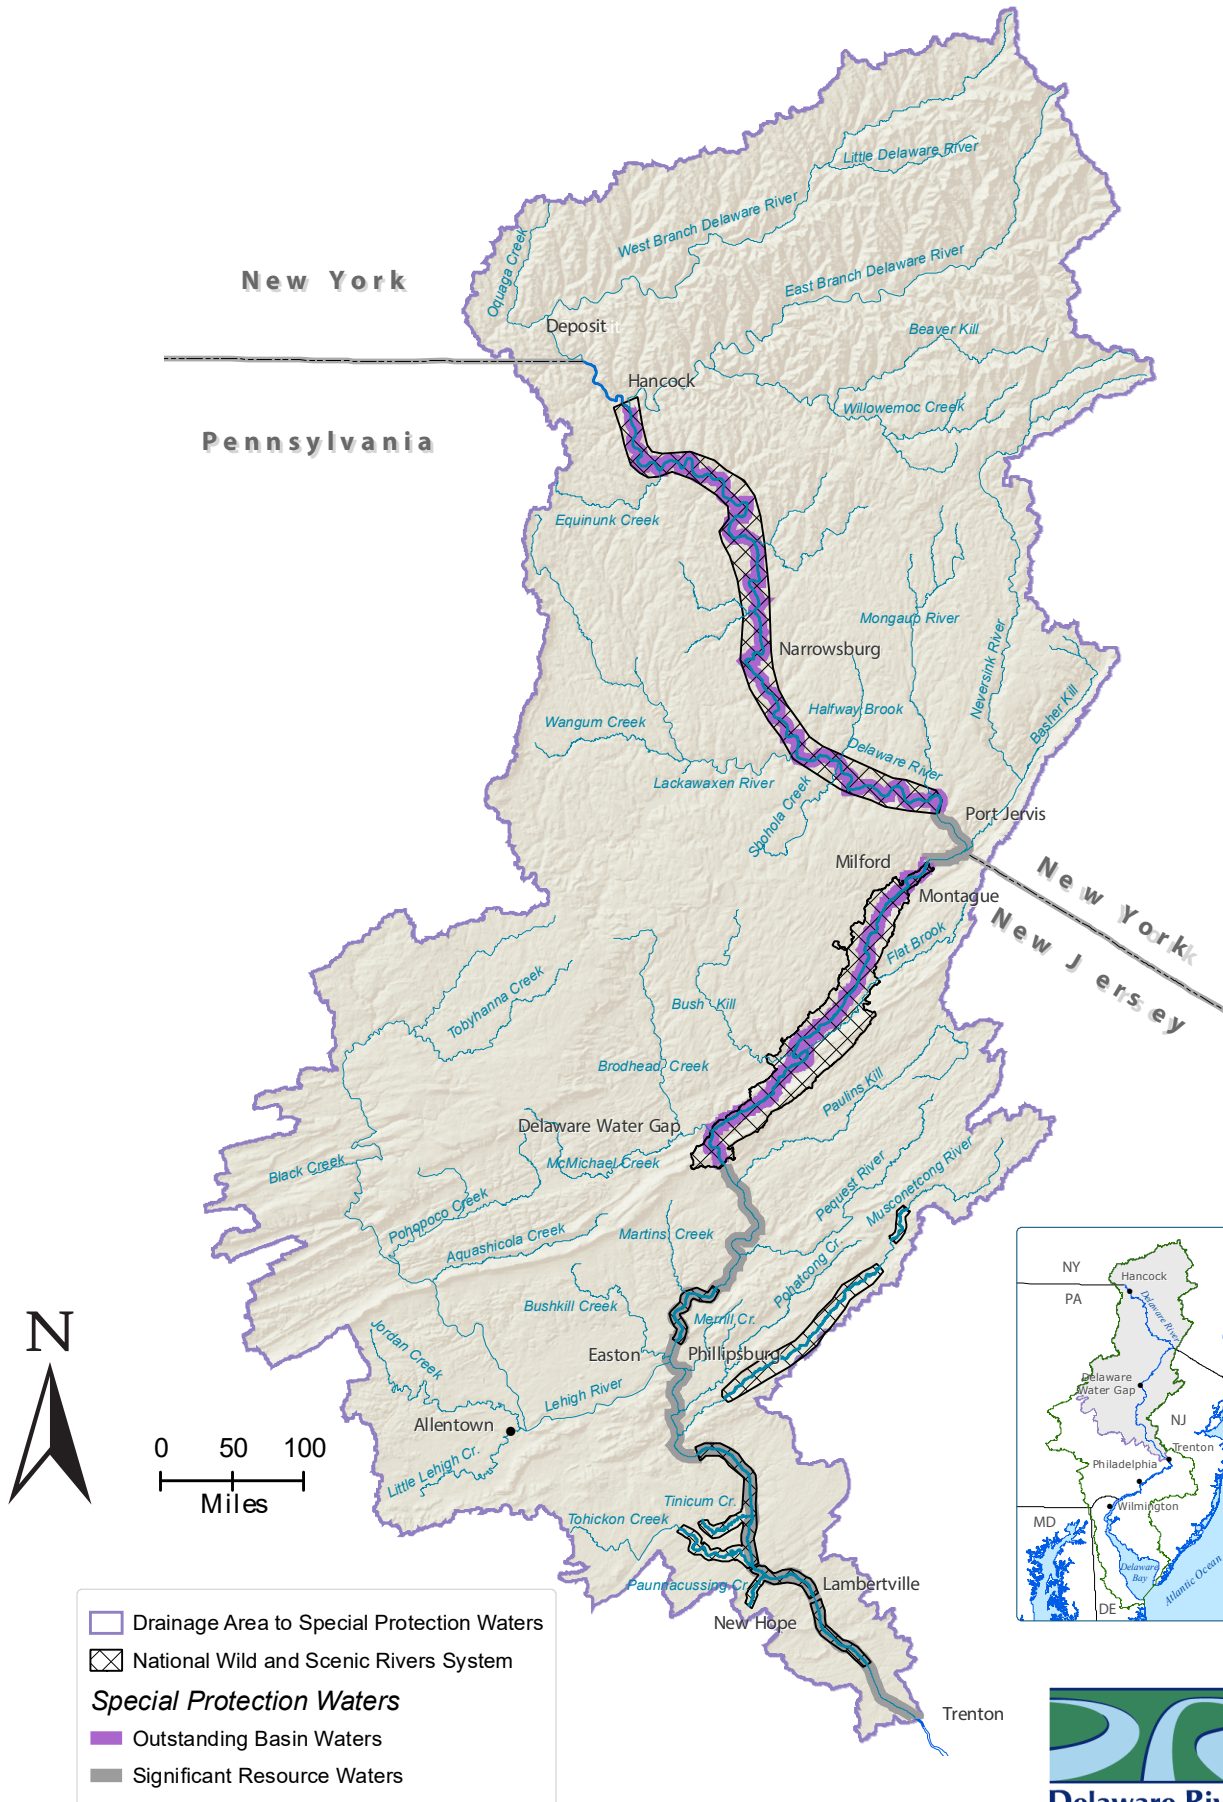 Little Delaware River
West Branch Delaware River
Oquaga Creek
East Branch Delaware River
New York
Deposit
Beaver Kill
Hancock
Willowemoc Creek
Pennsylvania
Equinunk Creek
Mongaup River
Narrowsburg
Neversink River
Basher Kill
Halfway Brook
Wangum Creek
Delaware River
Lackawaxen River
Shohola Creek
Port Jervis
Milford
Montague
New York
New Jersey
Flat Brook
Tobyhanna Creek
Bush Kill
Brodhead Creek
Paulins Kill
Delaware Water Gap
McMichael Creek
Black Creek
Pohopoco Creek
Pequest River
Musconetcong River
Aquashicola Creek
Martins Creek
Pohatcong Cr.
Bushkill Creek
Merrill Cr.
Jordan Creek
Easton
Phillipsburg
Lehigh River
Allentown
Little Lehigh Cr.
N
0 50 100
Miles
Tinicum Cr.
Tohickon Creek
Paunnacussing Cr.
Lambertville
New Hope
Trenton
NY
Hancock
PA
Delaware River
Delaware
Water Gap
NJ
Trenton
Philadelphia
Wilmington
MD
Delaware
Bay
Atlantic Ocean
DE
Drainage Area to Special Protection Waters
National Wild and Scenic Rivers System
Special Protection Waters
Outstanding Basin Waters
Significant Resource Waters
Delaware Riv